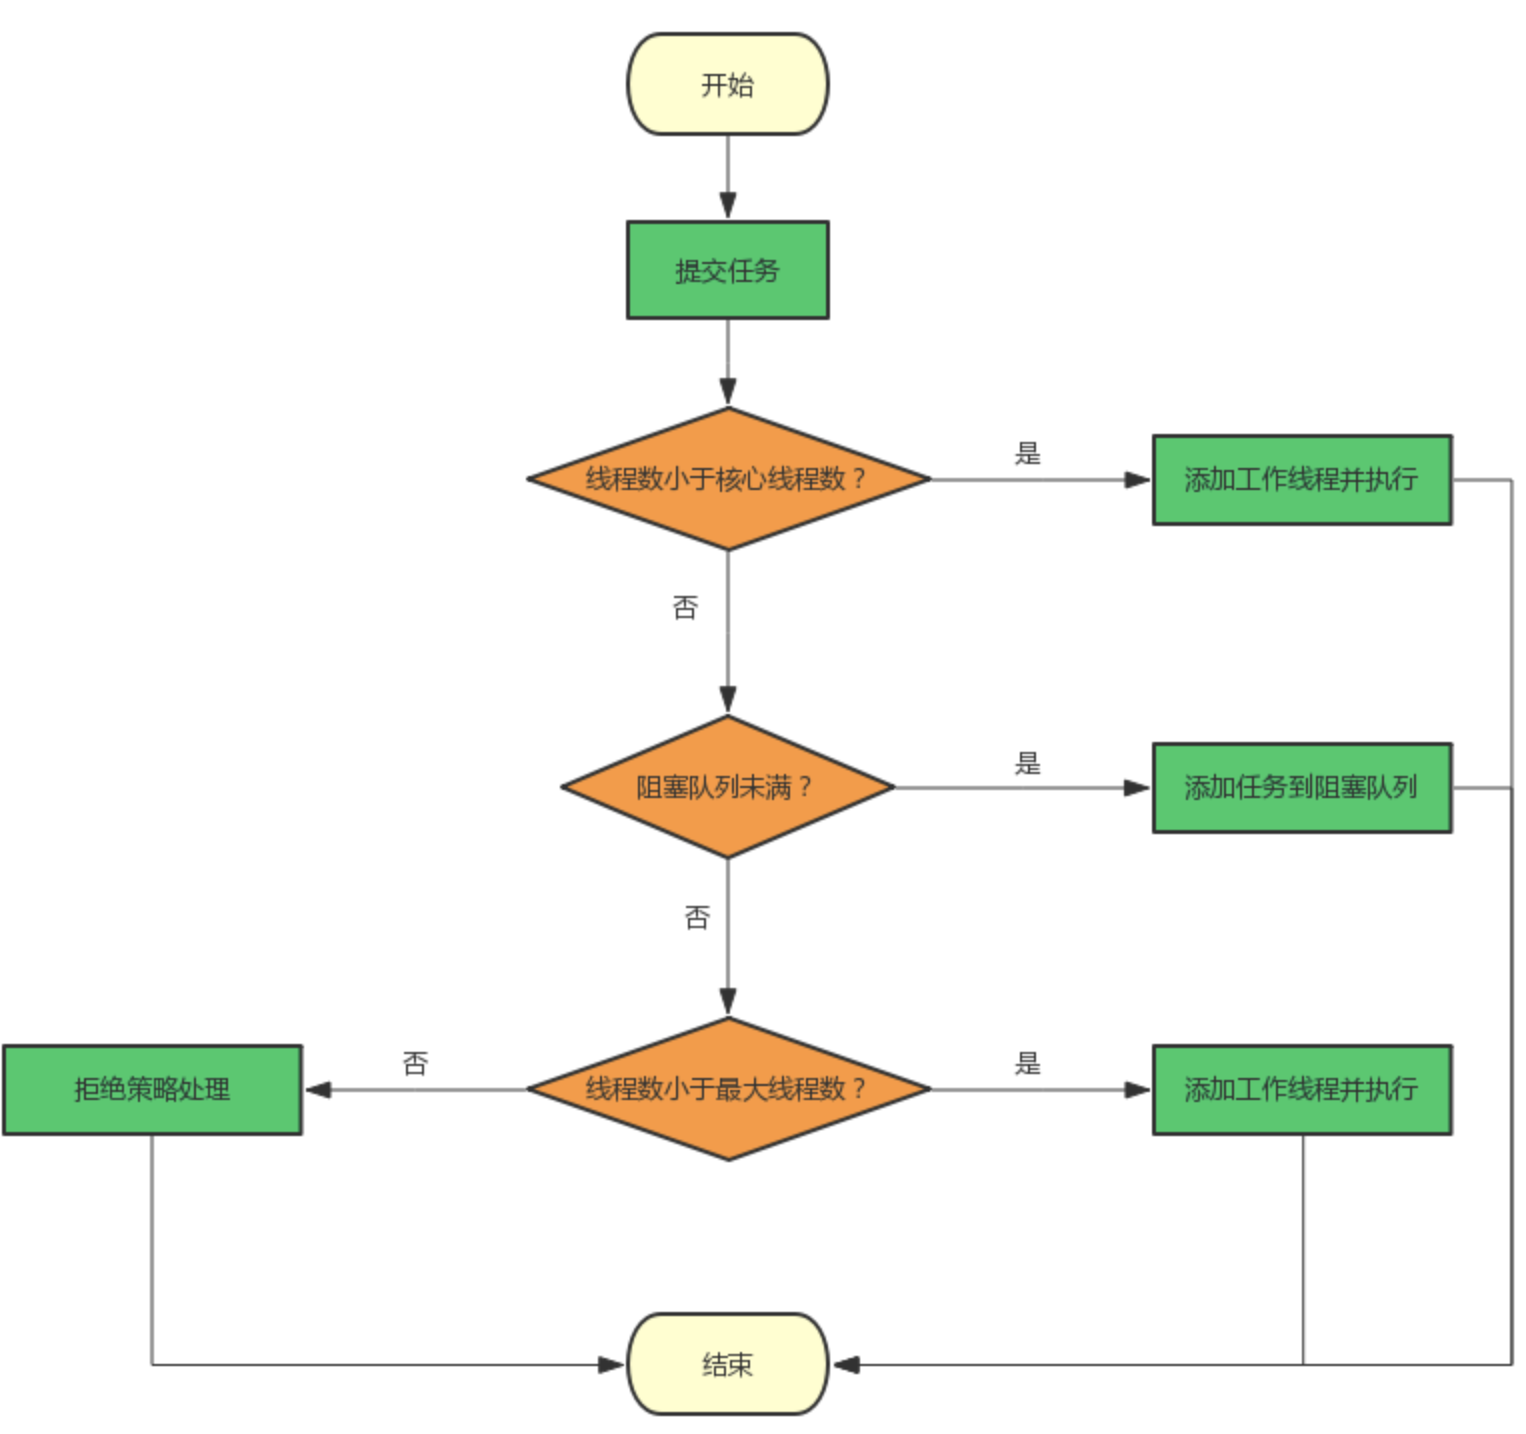 开始
提交任务
线程数小于核心线程数？
是
添加工作线程并执行
否
阻塞队列未满？
是
添加任务到阻塞队列
否
拒绝策略处理
否
线程数小于最大线程数？
是
添加工作线程并执行
结束